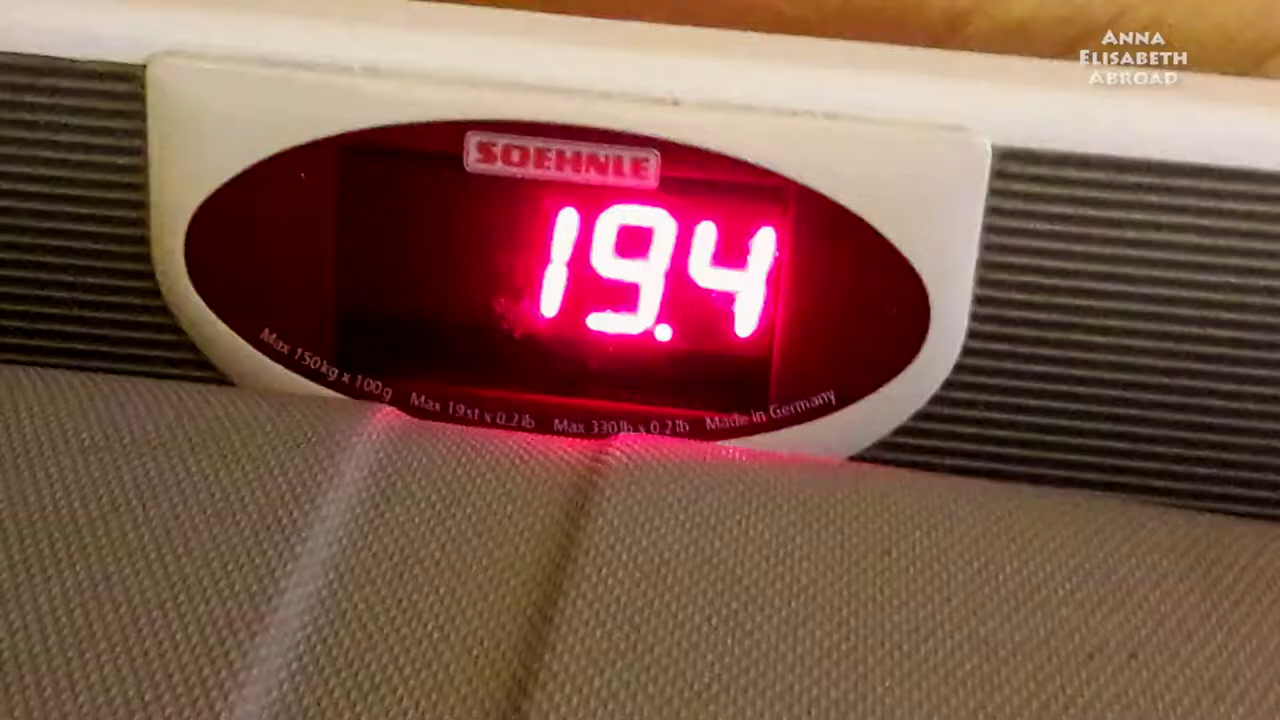 ANNA
ELISABETH
ABROAD
SOEHNLE
19.4
Max 150kg x 100g Max 19st x 0.2lb Max 330lb x 0.2lb Made in Germany